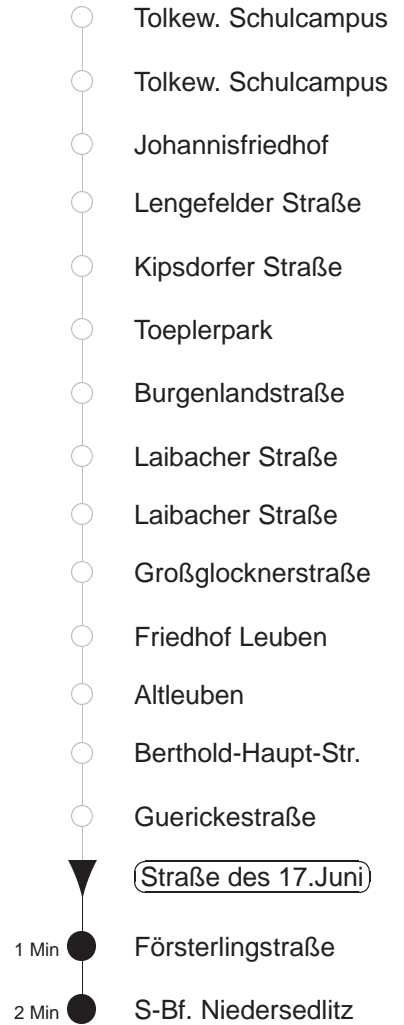 Tolkew. Schulcampus
Tolkew. Schulcampus
Johannisfriedhof
Lengefelder Straße
Kipsdorfer Straße
Toeplerpark
Burgenlandstraße
Laibacher Straße
Laibacher Straße
Großglocknerstraße
Friedhof Leuben
Altleuben
Berthold-Haupt-Str.
Guerickestraße
Straße des 17.Juni
1 Min Försterlingstraße
2 Min S-Bf. Niedersedlitz